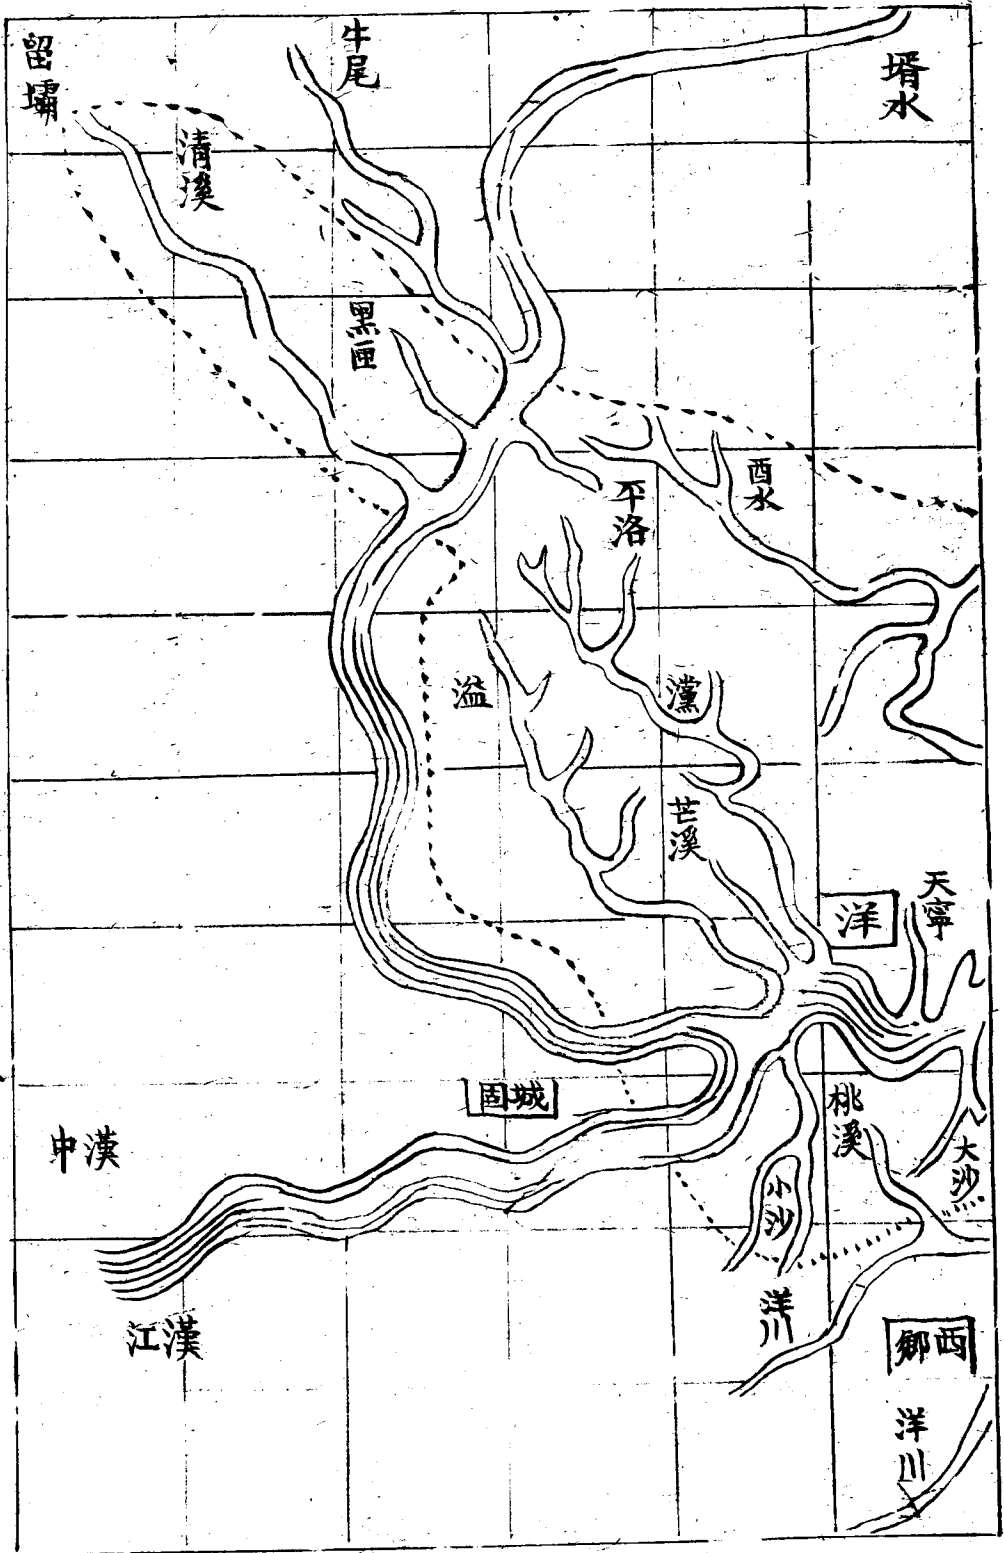 壻水
牛尾
留壩
清溪
黑匣
酉水
平洛
溢
灙
芒溪
天寧
洋
城固
桃溪
大沙
小沙
漢中
洋川
漢江
西鄉
洋川